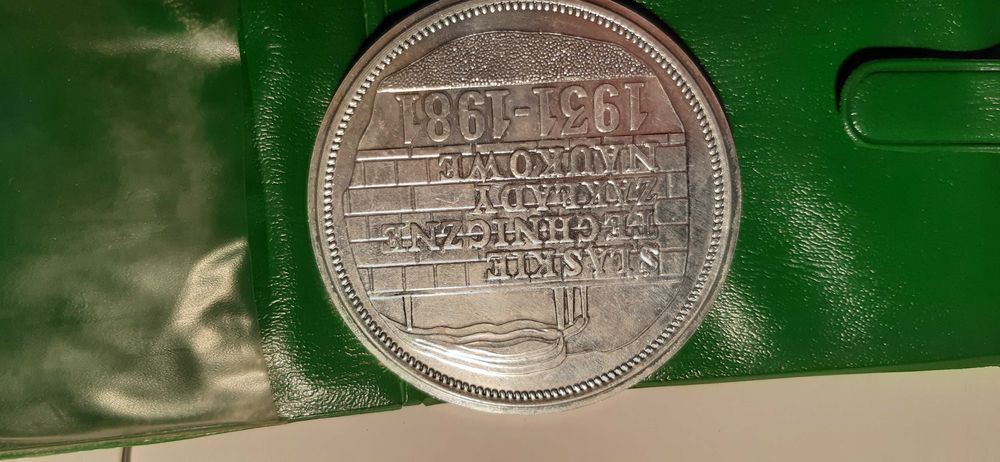 ŚLĄSKIE
TECHNICZNE
ZAKŁADY
NAUKOWE
1931-1981